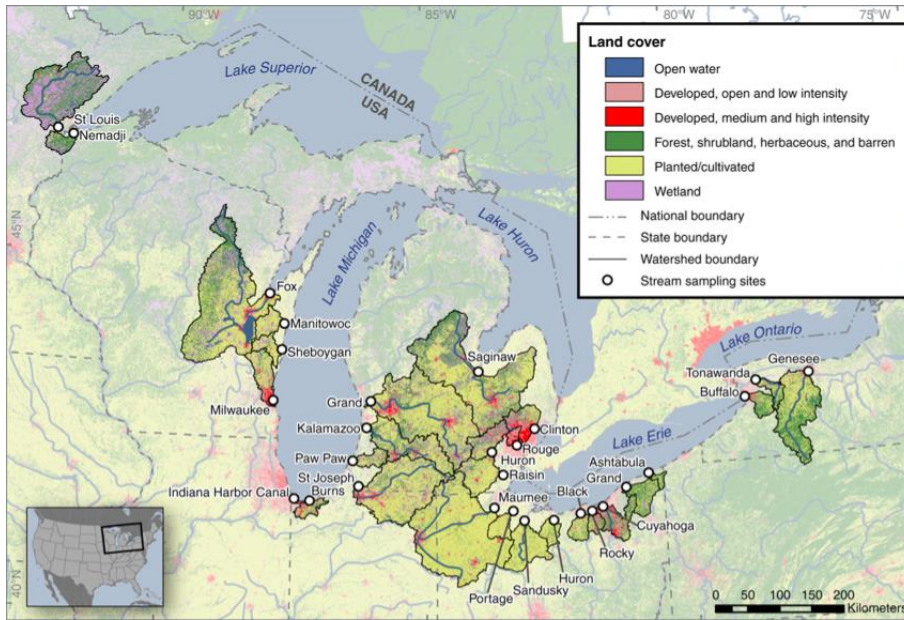 90°W
85°W
80°W
75°W
45°N
40°N
Land cover
Open water
Developed, open and low intensity
Developed, medium and high intensity
Forest, shrubland, herbaceous, and barren
Planted/cultivated
Wetland
National boundary
State boundary
Watershed boundary
Stream sampling sites
Lake Superior
CANADA
USA
St Louis
Nemadji
Lake Michigan
Lake Huron
Fox
Manitowoc
Sheboygan
Milwaukee
Saginaw
Lake Ontario
Genesee
Tonawanda
Buffalo
Grand
Kalamazoo
Paw Paw
St Joseph
Burns
Indiana Harbor Canal
Clinton
Rouge
Huron
Raisin
Lake Erie
Ashtabula
Grand
Maumee
Black
Cuyahoga
Rocky
Huron
Sandusky
Portage
0 50 100 150 200
Kilometers